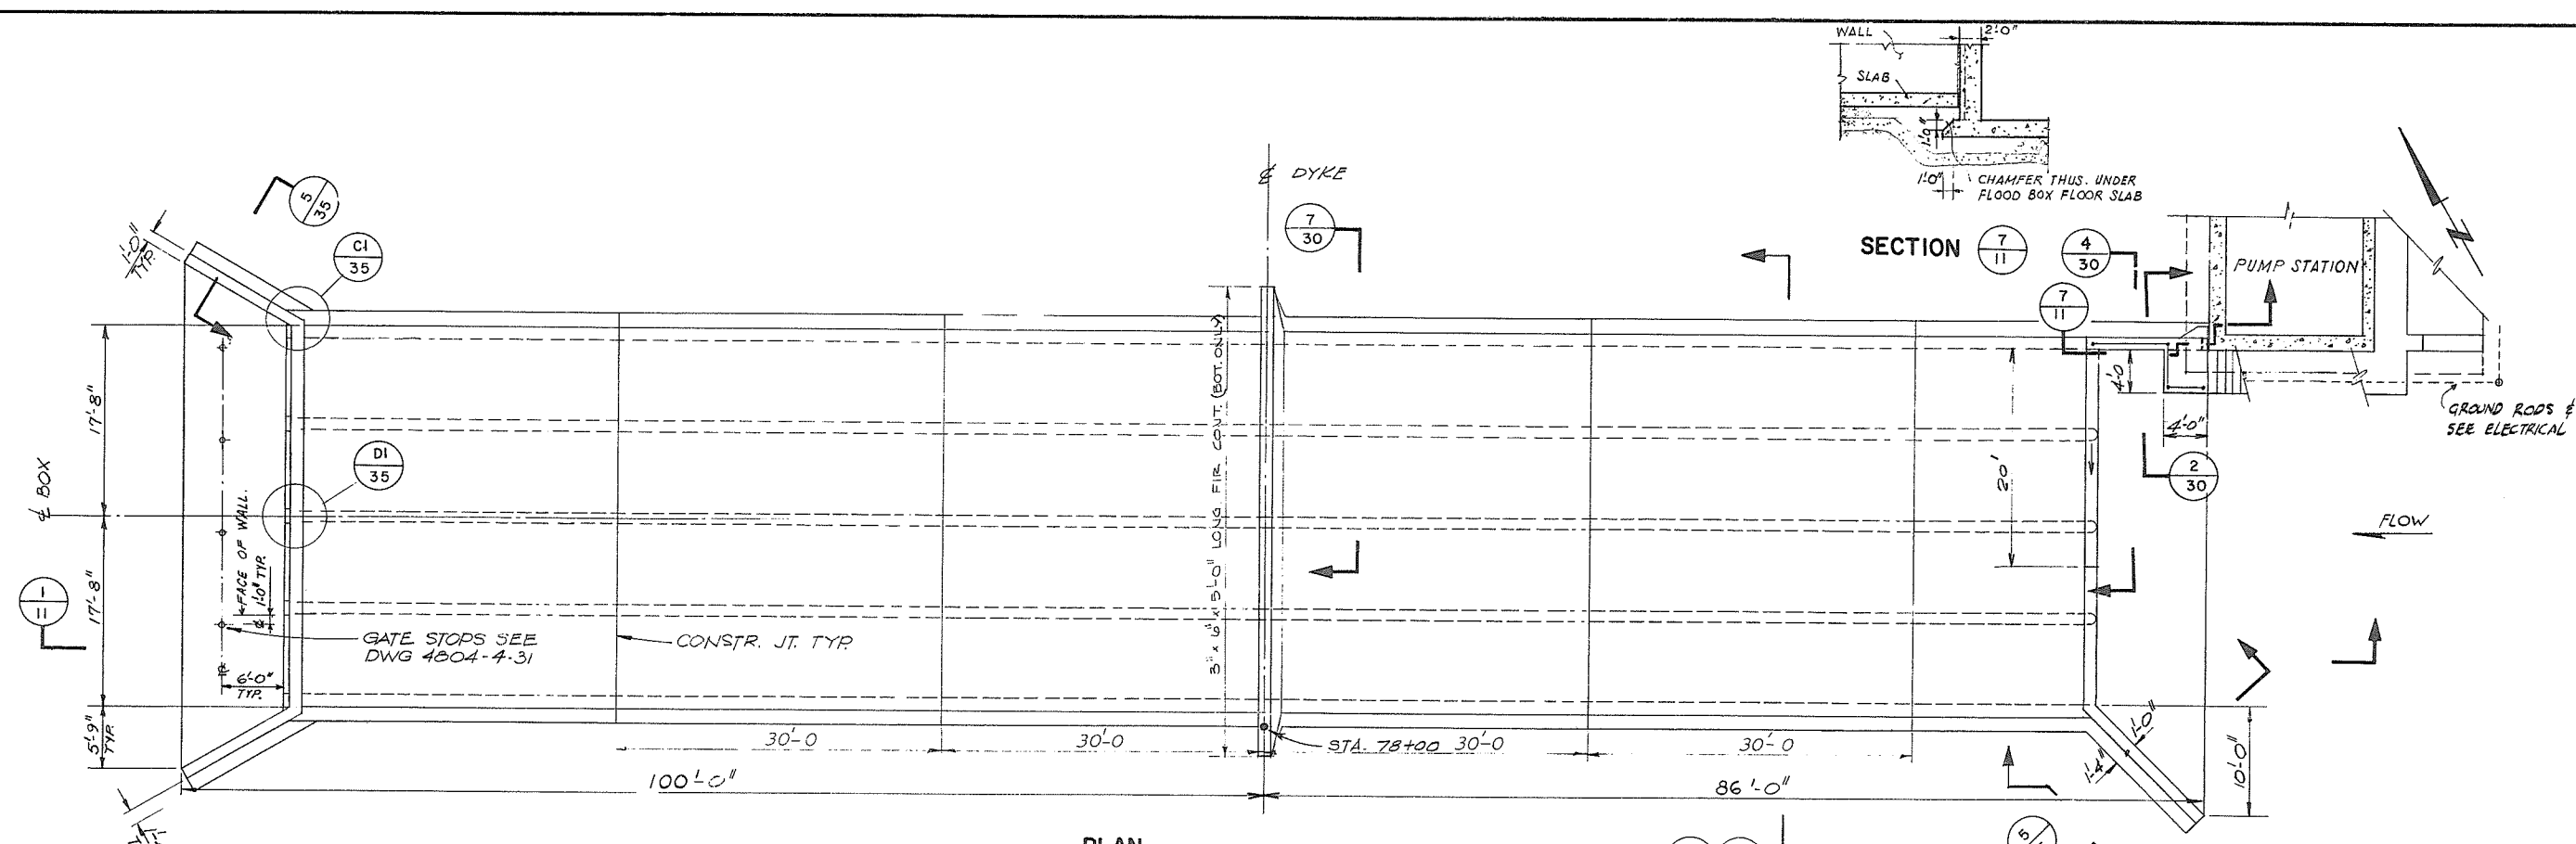 WALL
2'-0"
SLAB
1'-0"
1'-0"
CHAMFER THUS. UNDER
FLOOD BOX FLOOR SLAB
SECTION 7/11
℄ DYKE
7/30
4/30
7/11
PUMP STATION
5/35
C1/35
1'-0"
TYP.
17'-8"
D1/35
℄ BOX
FACE OF WALL.
1'-0" TYP.
17'-8"
1/11
GATE STOPS SEE
DWG 4804-4-31
CONSTR. JT. TYP.
6'-0"
TYP.
5'-9"
TYP.
3" x 9" x 5'-0" LONG FIR CONT. (BOT. ONLY)
4'-0
4'-0"
GROUND RODS &
SEE ELECTRICAL
20'
2/30
FLOW
30'-0
30'-0
STA. 78+00
30'-0
30'-0
1'-0"
1'-4"
10'-0"
100'-0"
86'-0"
PLAN
5